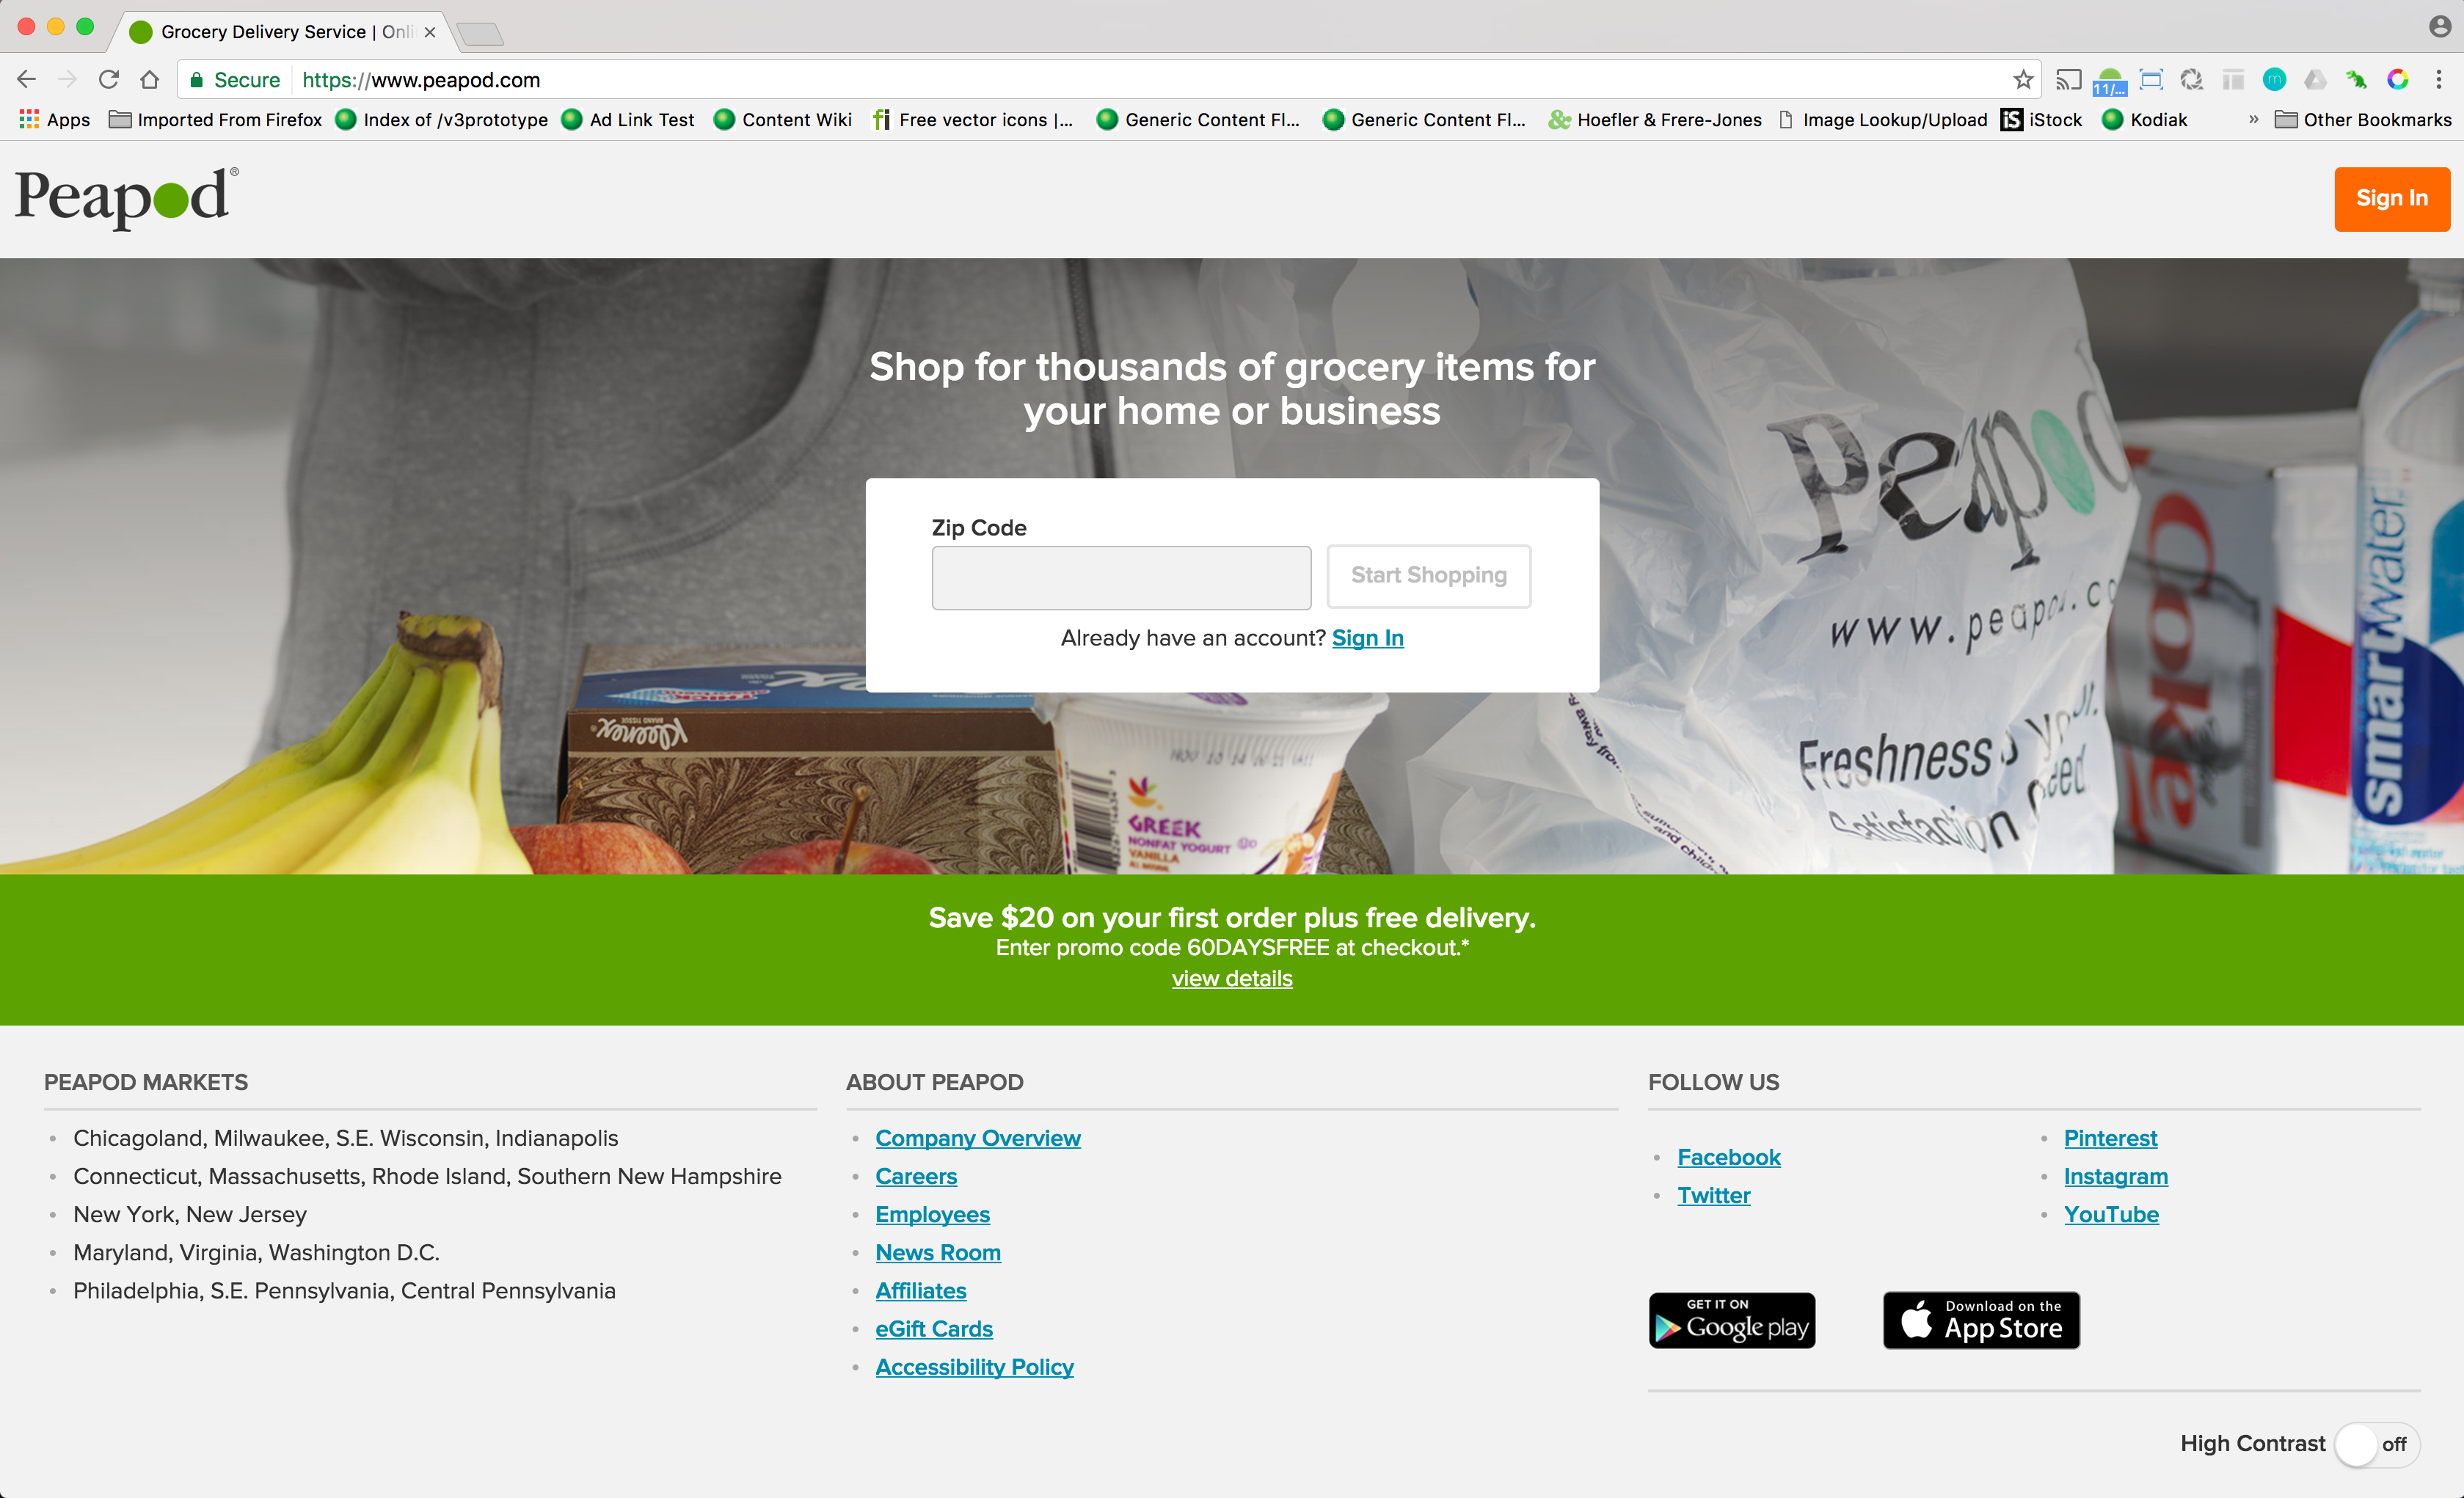 Grocery Delivery Service | Onli
Secure https://www.peapod.com
11/...
Apps Imported From Firefox Index of /v3prototype Ad Link Test Content Wiki Free vector icons |... Generic Content Fl... Generic Content Fl... Hoefler & Frere-Jones Image Lookup/Upload iS iStock Kodiak » Other Bookmarks
Peapod®
Sign In
Shop for thousands of grocery items for
your home or business
Zip Code
Start Shopping
Already have an account? Sign In
Peapod
www.peapod.co
Freshness
Satisfaction
Coke
smartwater
Kleenex
BRAND TISSUE
GREEK
NONFAT YOGURT
VANILLA
Save $20 on your first order plus free delivery.
Enter promo code 60DAYSFREE at checkout.*
view details
PEAPOD MARKETS
Chicagoland, Milwaukee, S.E. Wisconsin, Indianapolis
Connecticut, Massachusetts, Rhode Island, Southern New Hampshire
New York, New Jersey
Maryland, Virginia, Washington D.C.
Philadelphia, S.E. Pennsylvania, Central Pennsylvania
ABOUT PEAPOD
Company Overview
Careers
Employees
News Room
Affiliates
eGift Cards
Accessibility Policy
FOLLOW US
Facebook
Twitter
Pinterest
Instagram
YouTube
GET IT ON
Google play
Download on the
App Store
High Contrast off